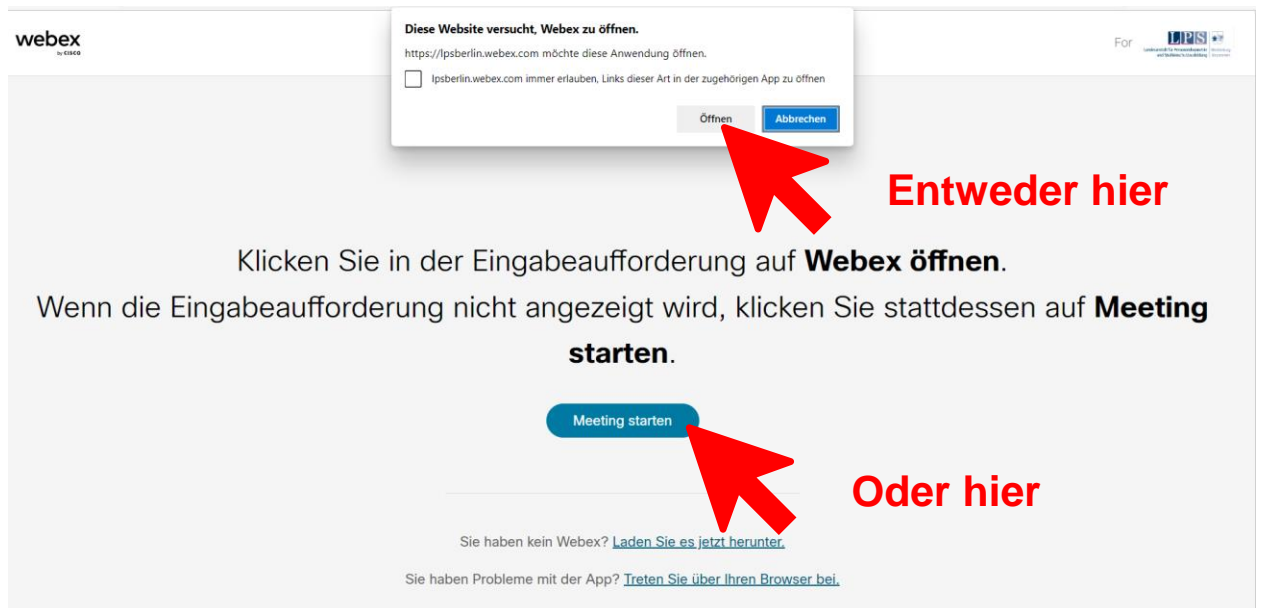 webex
by CISCO
Diese Website versucht, Webex zu öffnen.
https://lpsberlin.webex.com möchte diese Anwendung öffnen.
lpsberlin.webex.com immer erlauben, Links dieser Art in der zugehörigen App zu öffnen
Öffnen
Abbrechen
For
LPS
Entweder hier
Klicken Sie in der Eingabeaufforderung auf Webex öffnen.
Wenn die Eingabeaufforderung nicht angezeigt wird, klicken Sie stattdessen auf Meeting
starten.
Meeting starten
Oder hier
Sie haben kein Webex? Laden Sie es jetzt herunter.
Sie haben Probleme mit der App? Treten Sie über Ihren Browser bei.